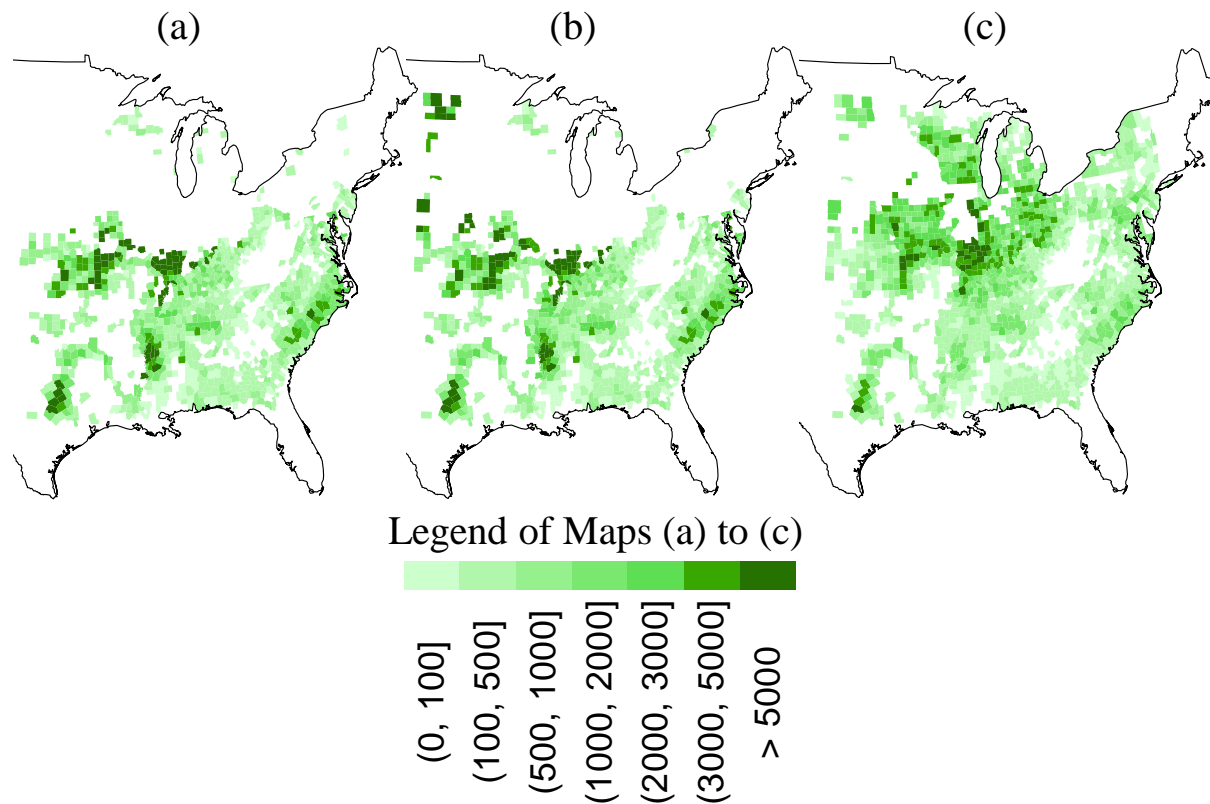 (a)
(b)
(c)
Legend of Maps (a) to (c)
(0, 100]
(100, 500]
(500, 1000]
(1000, 2000]
(2000, 3000]
(3000, 5000]
> 5000